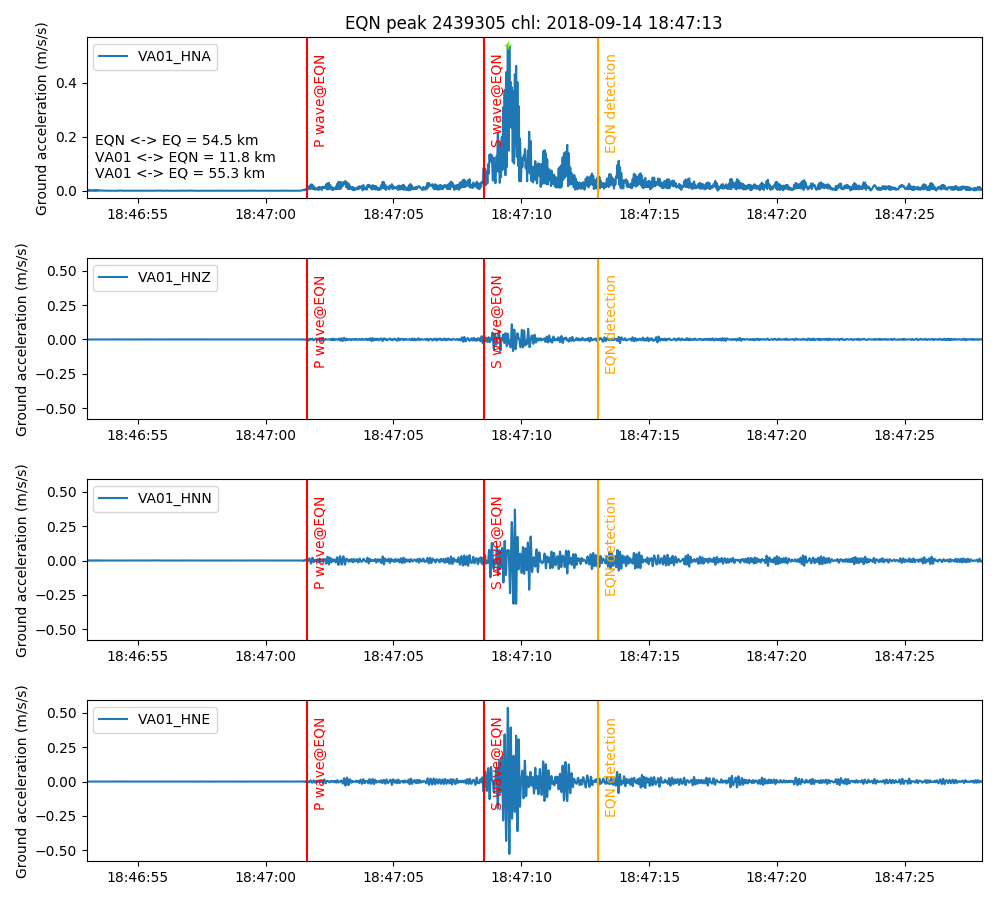 EQN peak 2439305 chl: 2018-09-14 18:47:13
Ground acceleration (m/s/s)
VA01_HNA
P wave@EQN
S wave@EQN
EQN detection
EQN <-> EQ = 54.5 km
VA01 <-> EQN = 11.8 km
VA01 <-> EQ = 55.3 km
0.4
0.2
0.0
18:46:55 18:47:00 18:47:05 18:47:10 18:47:15 18:47:20 18:47:25
Ground acceleration (m/s/s)
VA01_HNZ
P wave@EQN
S wave@EQN
EQN detection
0.50
0.25
0.00
−0.25
−0.50
18:46:55 18:47:00 18:47:05 18:47:10 18:47:15 18:47:20 18:47:25
Ground acceleration (m/s/s)
VA01_HNN
P wave@EQN
S wave@EQN
EQN detection
0.50
0.25
0.00
−0.25
−0.50
18:46:55 18:47:00 18:47:05 18:47:10 18:47:15 18:47:20 18:47:25
Ground acceleration (m/s/s)
VA01_HNE
P wave@EQN
S wave@EQN
EQN detection
0.50
0.25
0.00
−0.25
−0.50
18:46:55 18:47:00 18:47:05 18:47:10 18:47:15 18:47:20 18:47:25